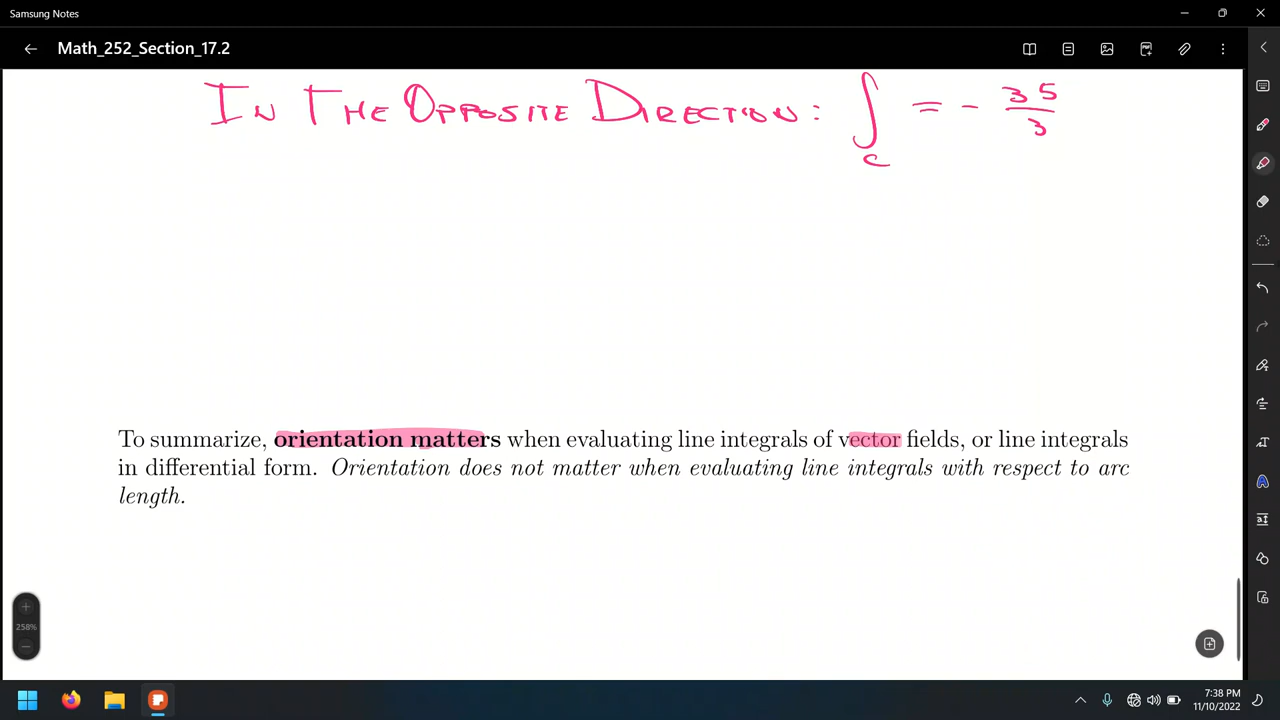 Samsung Notes
Math_252_Section_17.2
IN THE OPPOSITE DIRECTION: ∫_C = - 35/3
To summarize, orientation matters when evaluating line integrals of vector fields, or line integrals
in differential form. Orientation does not matter when evaluating line integrals with respect to arc
length.
258%
7:38 PM
11/10/2022